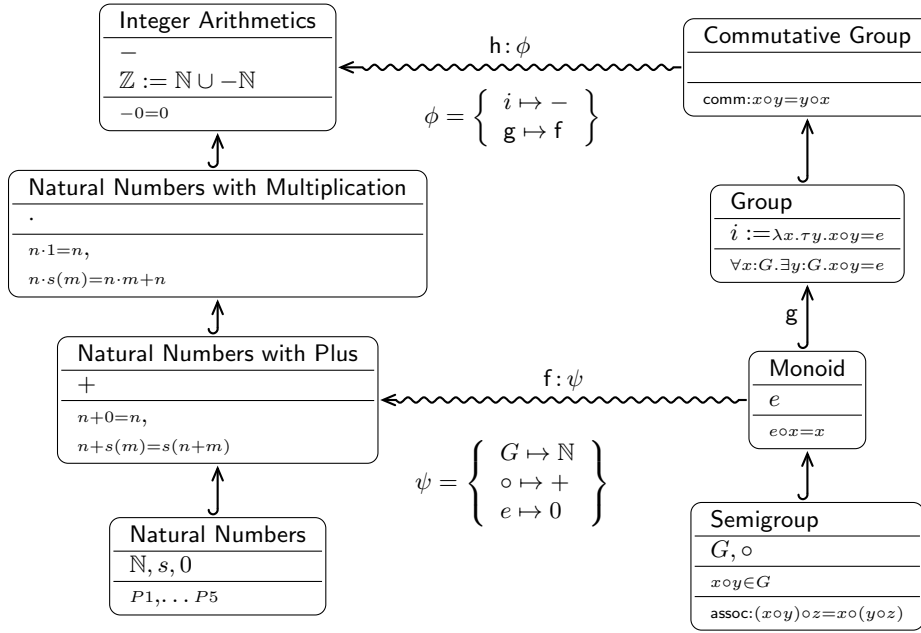 Integer Arithmetics
−
ℤ := ℕ ∪ −ℕ
−0=0
h: ϕ
ϕ = { i ↦ −
g ↦ f }
Commutative Group
comm:x∘y=y∘x
Natural Numbers with Multiplication
·
n·1=n,
n·s(m)=n·m+n
Group
i :=λx.τy.x∘y=e
∀x:G.∃y:G.x∘y=e
g
Natural Numbers with Plus
+
n+0=n,
n+s(m)=s(n+m)
f: ψ
ψ = { G ↦ ℕ
∘ ↦ +
e ↦ 0 }
Monoid
e
e∘x=x
Natural Numbers
ℕ, s, 0
P1,... P5
Semigroup
G, ∘
x∘y∈G
assoc:(x∘y)∘z=x∘(y∘z)